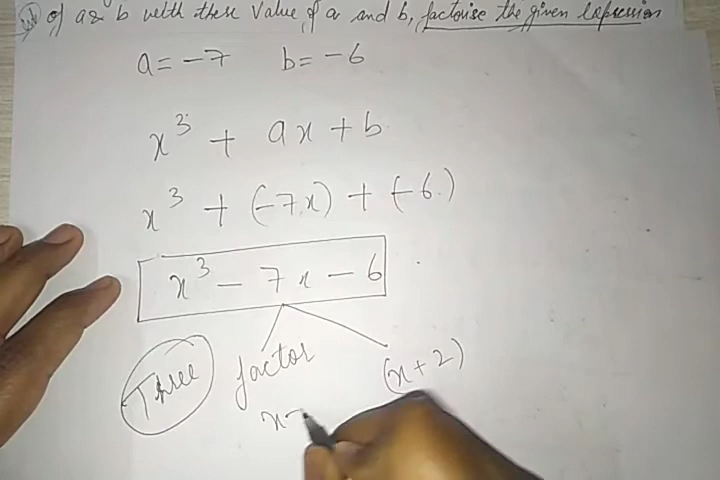 of a & b with these value of a and b, factorise the given expression
a = -7 b = -6
x³ + ax + b
x³ + (-7x) + (-6)
x³ - 7x - 6
Three factor (x + 2)
x